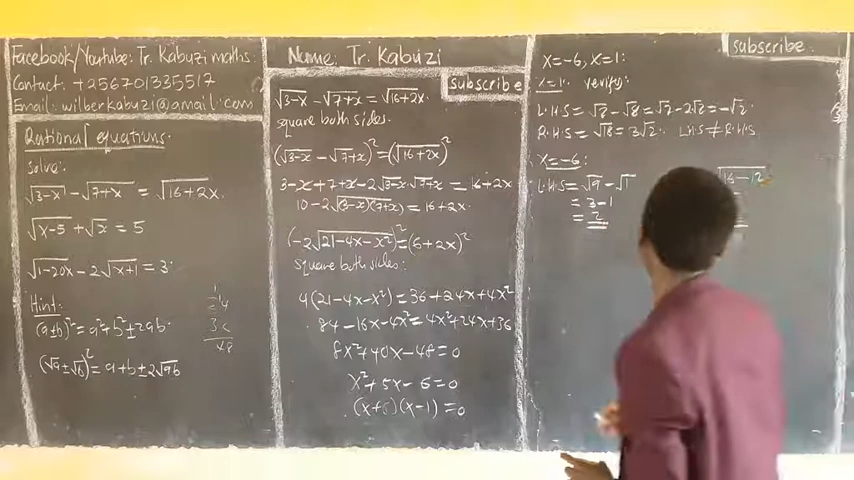 Facebook/Youtube: Tr. Kabuzi maths
Contact: +256701335517
Email: wilberkabuzi@gmail.com
Rational equations.
Solve:
√(3-x) - √(7+x) = √(16+2x)
√(x-5) + √x = 5
√(1-20x) - 2√(x+1) = 3
Hint:
(a±b)² = a²+b²±2ab.
(√a±√b)² = a+b±2√ab
48
Name: Tr. Kabuzi
subscribe
√(3-x) - √(7+x) = √(16+2x).
square both sides.
(√(3-x) - √(7+x))² = (√(16+2x))²
3-x+7+x-2√(3-x)·√(7+x) = 16+2x
10-2√((3-x)(7+x)) = 16+2x.
(-2√(21-4x-x²))² = (6+2x)²
square both sides:
4(21-4x-x²) = 36+24x+4x²
84-16x-4x² = 4x²+24x+36
8x²+40x-48=0
x²+5x-6=0
(x+6)(x-1)=0
subscribe
x=-6, x=1:
x=1: verify:
L.H.S = √2 - √8 = √2 - 2√2 = -√2
R.H.S = √18 = 3√2. L.H.S ≠ R.H.S
x=-6:
L.H.S = √9 - √1
= 3-1
= 2
√(16-12)